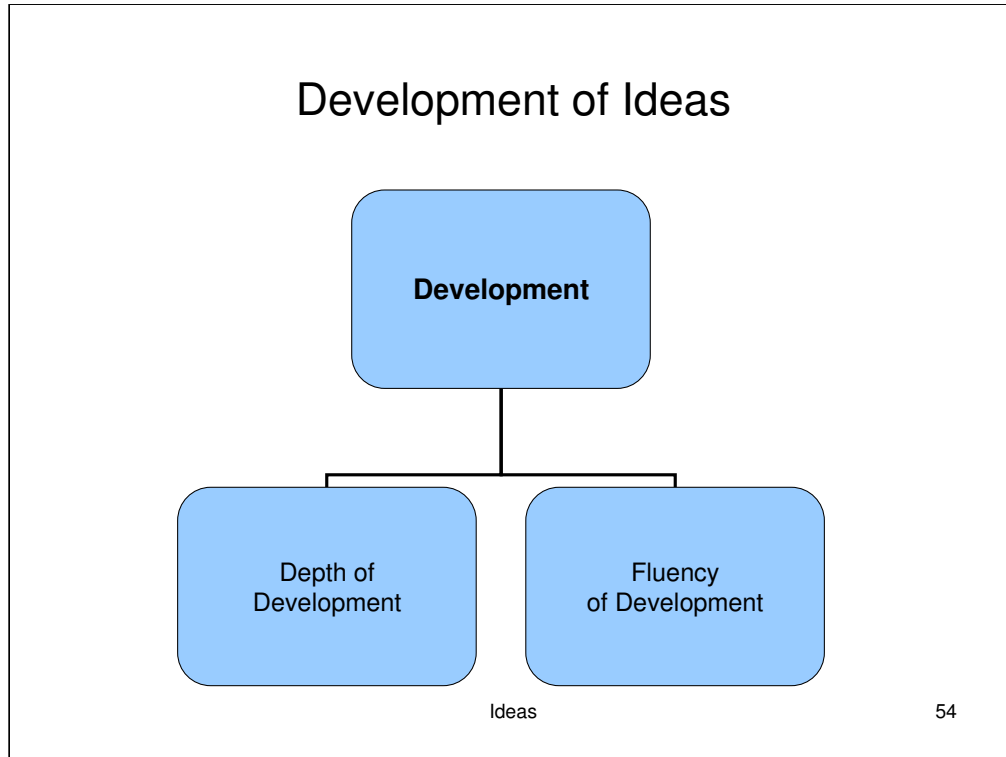 Development of Ideas
Development
Depth of
Development
Fluency
of Development
Ideas
54